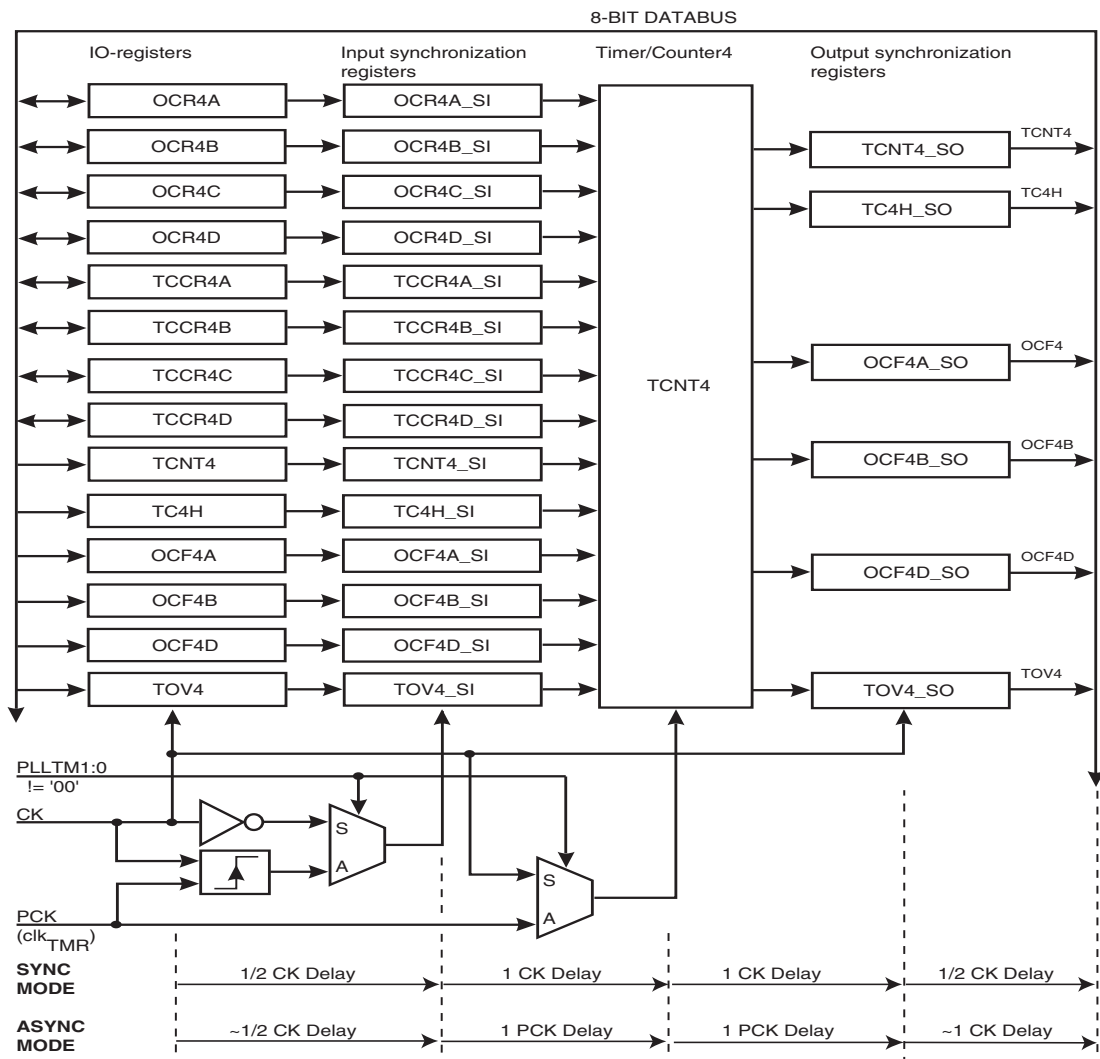 8-BIT DATABUS
IO-registers
Input synchronization
registers
Timer/Counter4
Output synchronization
registers
OCR4A
OCR4A_SI
OCR4B
OCR4B_SI
TCNT4_SO
TCNT4
OCR4C
OCR4C_SI
TC4H_SO
TC4H
OCR4D
OCR4D_SI
TCCR4A
TCCR4A_SI
TCCR4B
TCCR4B_SI
TCCR4C
TCCR4C_SI
TCNT4
OCF4A_SO
OCF4
TCCR4D
TCCR4D_SI
TCNT4
TCNT4_SI
OCF4B_SO
OCF4B
TC4H
TC4H_SI
OCF4A
OCF4A_SI
OCF4D_SO
OCF4D
OCF4B
OCF4B_SI
OCF4D
OCF4D_SI
TOV4
TOV4_SI
TOV4_SO
TOV4
PLLTM1:0
!= '00'
CK
S
A
S
A
PCK
(clkTMR)
SYNC
MODE
1/2 CK Delay
1 CK Delay
1 CK Delay
1/2 CK Delay
ASYNC
MODE
~1/2 CK Delay
1 PCK Delay
1 PCK Delay
~1 CK Delay